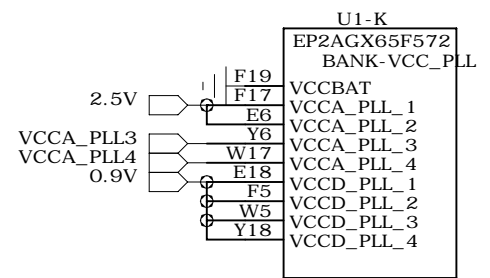 U1-K
EP2AGX65F572
BANK-VCC_PLL
F19 VCCBAT
2.5V F17 VCCA_PLL_1
E6 VCCA_PLL_2
VCCA_PLL3 Y6 VCCA_PLL_3
VCCA_PLL4 W17 VCCA_PLL_4
0.9V E18 VCCD_PLL_1
F5 VCCD_PLL_2
W5 VCCD_PLL_3
Y18 VCCD_PLL_4